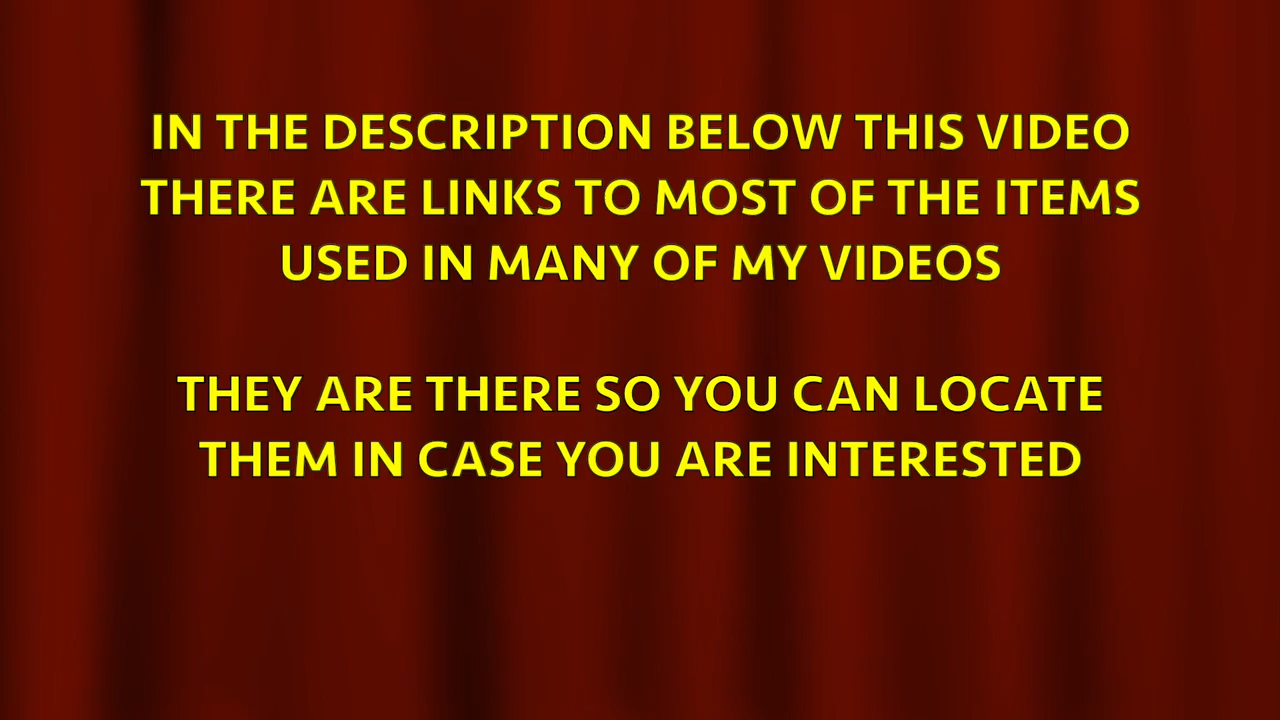 IN THE DESCRIPTION BELOW THIS VIDEO
THERE ARE LINKS TO MOST OF THE ITEMS
USED IN MANY OF MY VIDEOS
THEY ARE THERE SO YOU CAN LOCATE
THEM IN CASE YOU ARE INTERESTED